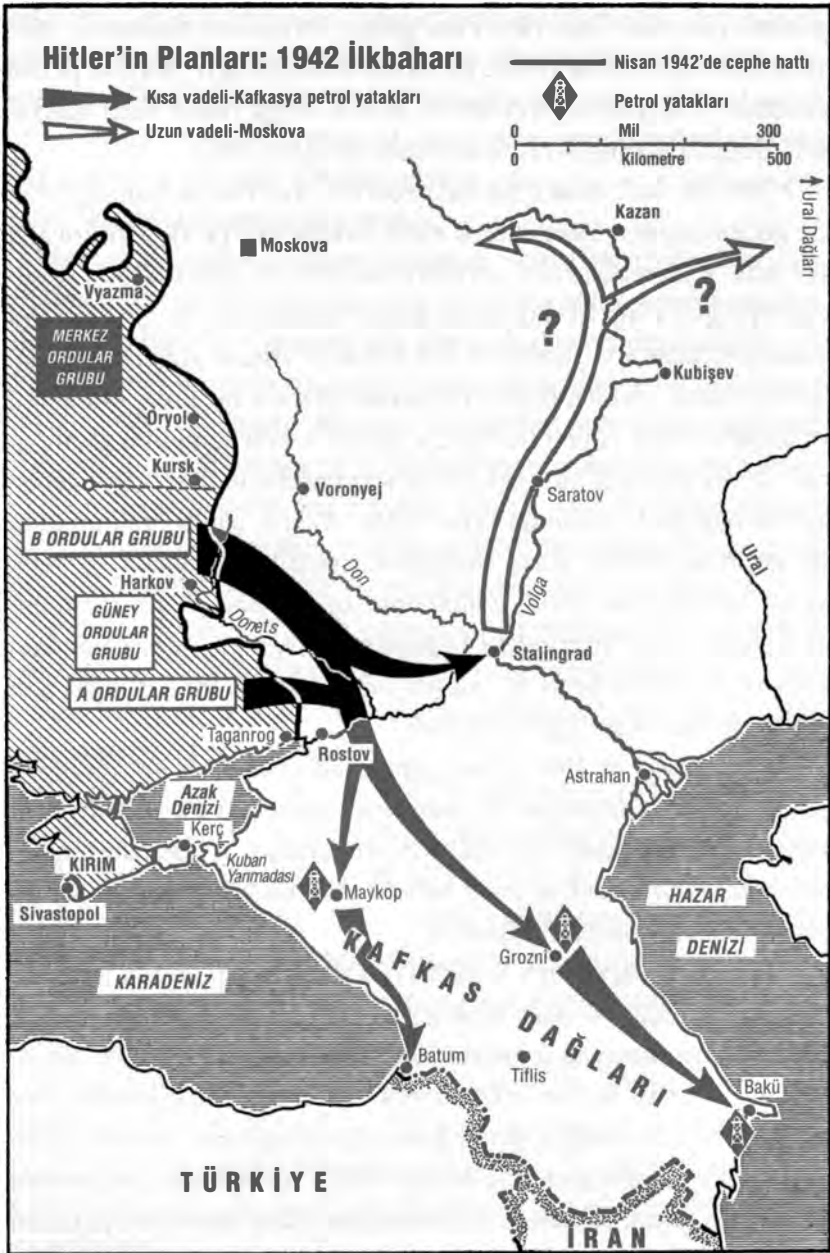 Hitler'in Planları: 1942 İlkbaharı
Kısa vadeli-Kafkasya petrol yatakları
Uzun vadeli-Moskova
Nisan 1942'de cephe hattı
Petrol yatakları
0 Mil 300
0 Kilometre 500
Ural Dağları
Kazan
Moskova
Vyazma
MERKEZ
ORDULAR
GRUBU
?
?
Kubişev
Oryol
Kursk
Voronyej
Saratov
B ORDULAR GRUBU
Don
Volga
Ural
Harkov
GÜNEY
ORDULAR
GRUBU
Donets
Stalingrad
A ORDULAR GRUBU
Taganrog
Rostov
Astrahan
Azak
Denizi
Kerç
KIRIM
Kuban
Yarımadası
Sivastopol
Maykop
HAZAR
DENİZİ
Grozni
KARADENİZ
KAFKAS DAĞLARI
Batum
Tiflis
Bakü
TÜRKİYE
İRAN